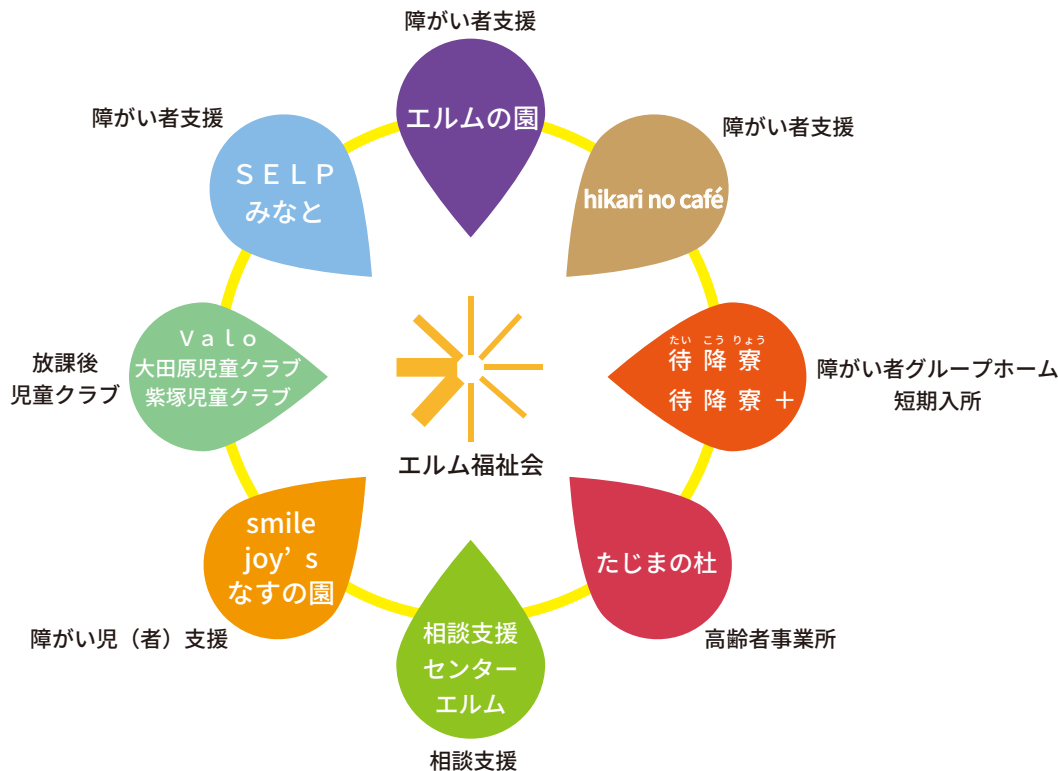 障がい者支援
エルムの園
障がい者支援
hikari no café
障がい者グループホーム
短期入所
たい こう りょう
待 降 寮
待 降 寮 ＋
高齢者事業所
たじまの杜
相談支援
センター
エルム
相談支援
障がい児（者）支援
smile
joy’s
なすの園
放課後
児童クラブ
Ｖａｌｏ
大田原児童クラブ
紫塚児童クラブ
障がい者支援
ＳＥＬＰ
みなと
エルム福祉会